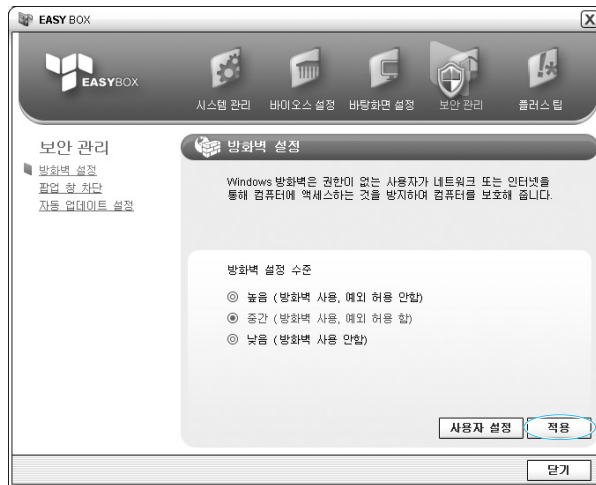 EASY BOX
EASYBOX
시스템 관리 바이오스 설정 바탕화면 설정 보안 관리 플러스 팁
보안 관리
방화벽 설정
팝업 창 차단
자동 업데이트 설정
방화벽 설정
Windows 방화벽은 권한이 없는 사용자가 네트워크 또는 인터넷을
통해 컴퓨터에 액세스하는 것을 방지하여 컴퓨터를 보호해 줍니다.
방화벽 설정 수준
높음 (방화벽 사용, 예외 허용 안함)
중간 (방화벽 사용, 예외 허용 함)
낮음 (방화벽 사용 안함)
사용자 설정 적용
닫기